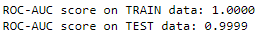 ROC-AUC score on TRAIN data: 1.0000
ROC-AUC score on TEST data: 0.9999